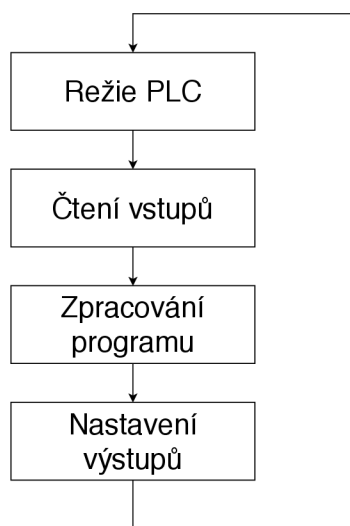 Režie PLC
Čtení vstupů
Zpracování
programu
Nastavení
výstupů